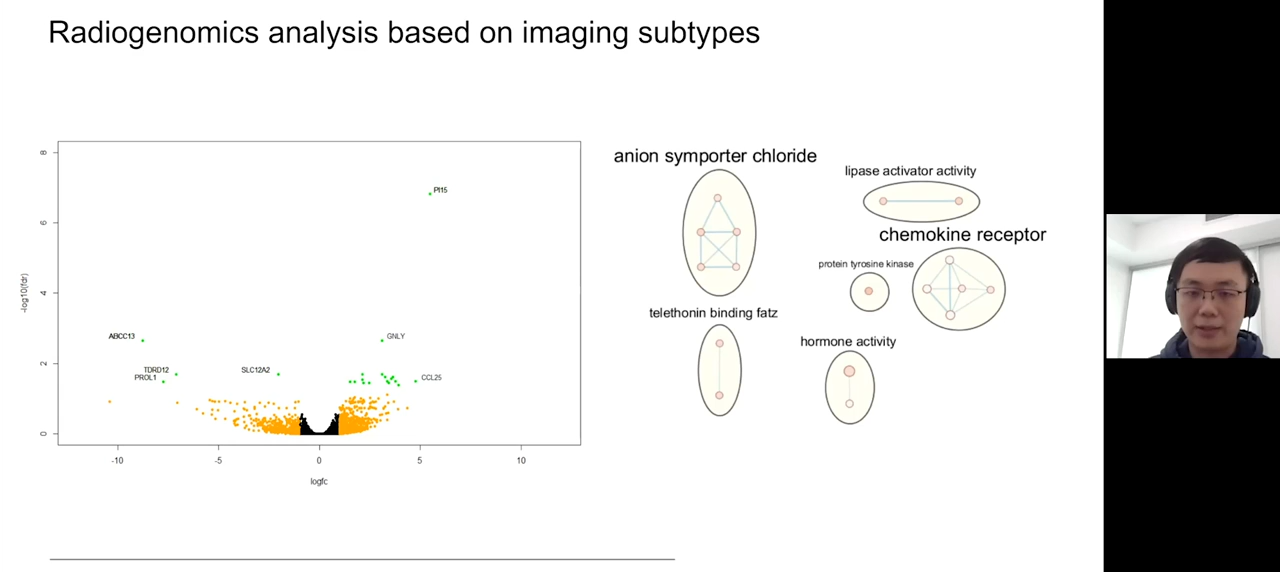 Radiogenomics analysis based on imaging subtypes
8
6
4
2
0
-log10(fdr)
PI15
ABCC13
GNLY
TDRD12
PROL1
SLC12A2
CCL25
-10
-5
0
5
10
logfc
anion symporter chloride
lipase activator activity
chemokine receptor
protein tyrosine kinase
telethonin binding fatz
hormone activity